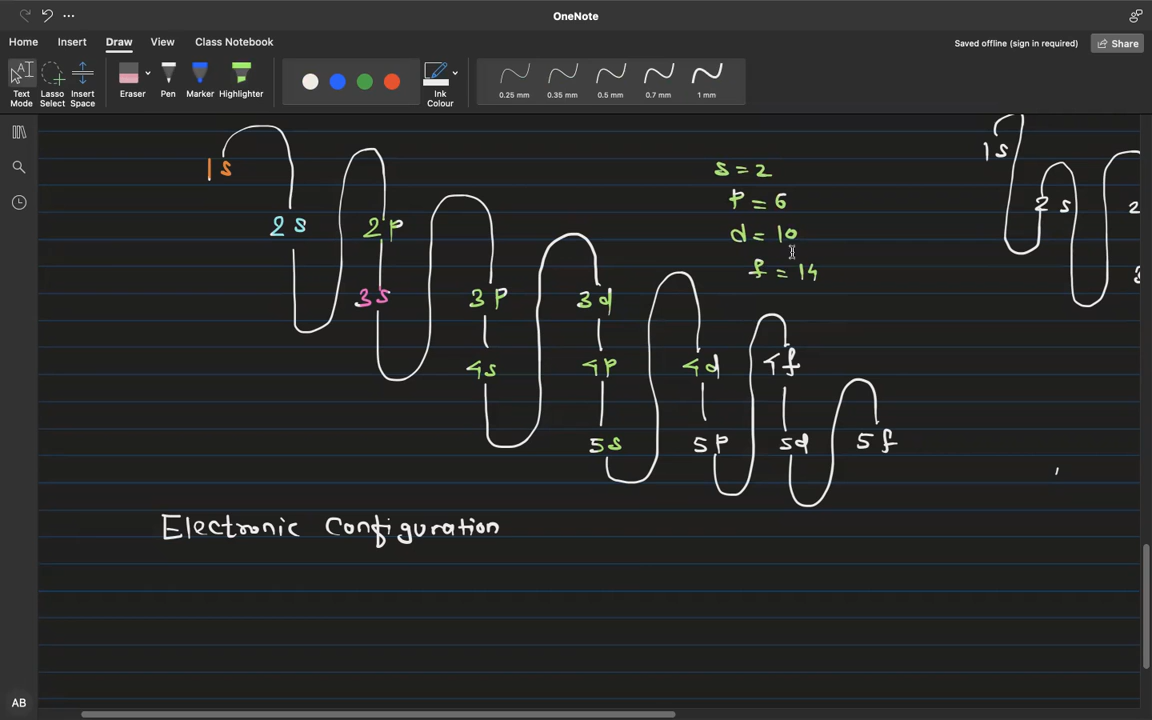 OneNote
Home Insert Draw View Class Notebook
Saved offline (sign in required)
Share
Text Mode
Lasso Select
Insert Space
Eraser
Pen
Marker
Highlighter
Ink Colour
0.25 mm 0.35 mm 0.5 mm 0.7 mm 1 mm
1s
s = 2
1s
p = 6
2s 2p
2s 2
d = 10
f = 14
3s 3p 3d
3
4s 4p 4d 4f
5s 5p 5d 5f
Electronic Configuration
AB